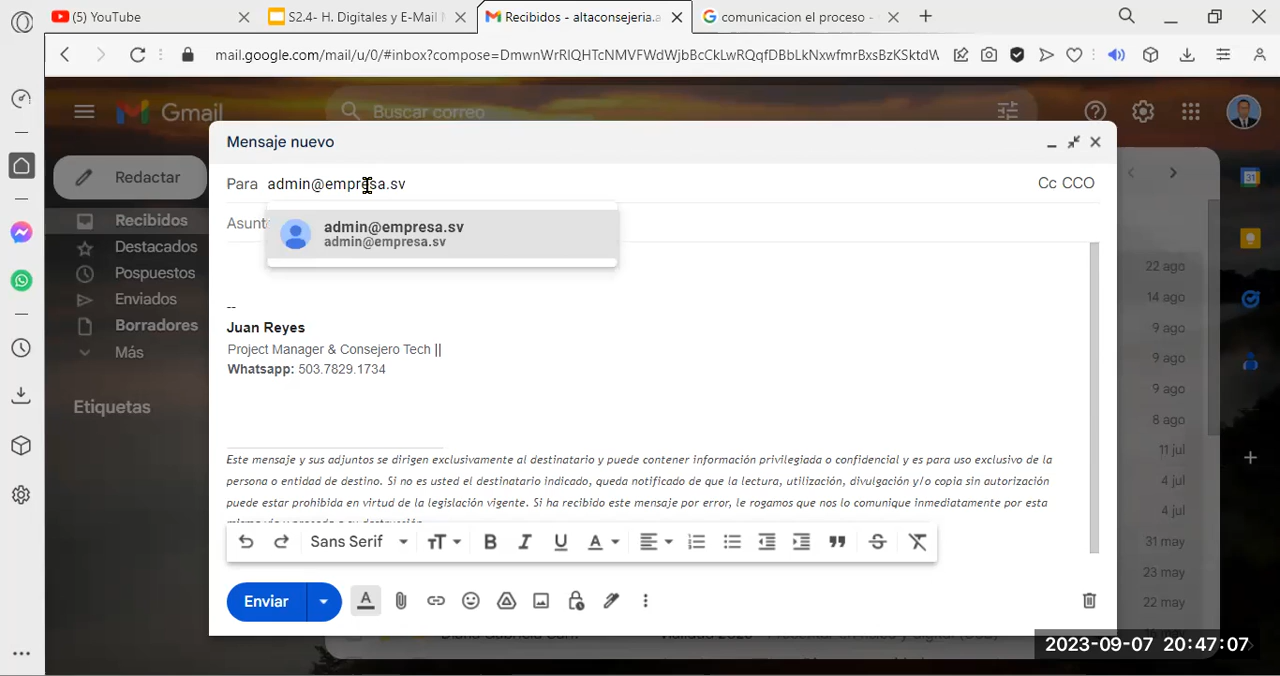 (5) YouTube
S2.4- H. Digitales y E-Mail
Recibidos - altaconsejeria.a
comunicacion el proceso -
mail.google.com/mail/u/0/#inbox?compose=DmwnWrRlQHTcNMVFWdWjbBcCkLwRQqfDBbLkNxwfmrBxsBzKSktdW
Gmail
Buscar correo
Redactar
Recibidos
Destacados
Pospuestos
Enviados
Borradores
Más
Etiquetas
Mensaje nuevo
Para admin@empresa.sv
Cc CCO
Asunt
admin@empresa.sv
admin@empresa.sv
--
Juan Reyes
Project Manager & Consejero Tech ||
Whatsapp: 503.7829.1734
Este mensaje y sus adjuntos se dirigen exclusivamente al destinatario y puede contener información privilegiada o confidencial y es para uso exclusivo de la
persona o entidad de destino. Si no es usted el destinatario indicado, queda notificado de que la lectura, utilización, divulgación y/o copia sin autorización
puede estar prohibida en virtud de la legislación vigente. Si ha recibido este mensaje por error, le rogamos que nos lo comunique inmediatamente por esta
Sans Serif
Enviar
22 ago
14 ago
9 ago
9 ago
9 ago
8 ago
11 jul
4 jul
4 jul
31 may
23 may
22 may
2023-09-07 20:47:07